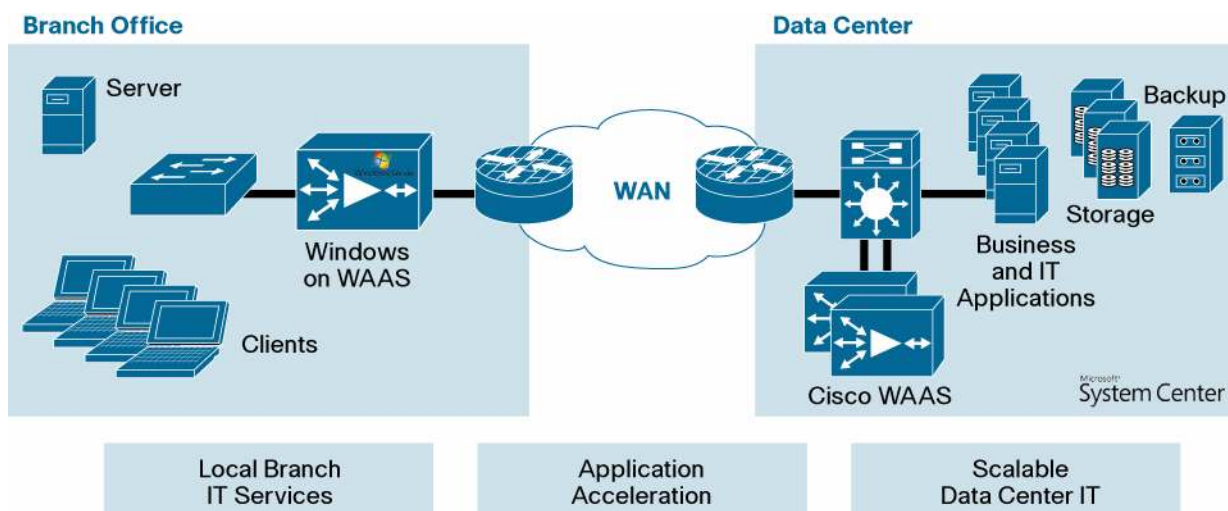 Branch Office
Data Center
Server
Backup
WAN
Storage
Windows
on WAAS
Business
and IT
Applications
Clients
Cisco WAAS
Microsoft
System Center
Local Branch
IT Services
Application
Acceleration
Scalable
Data Center IT